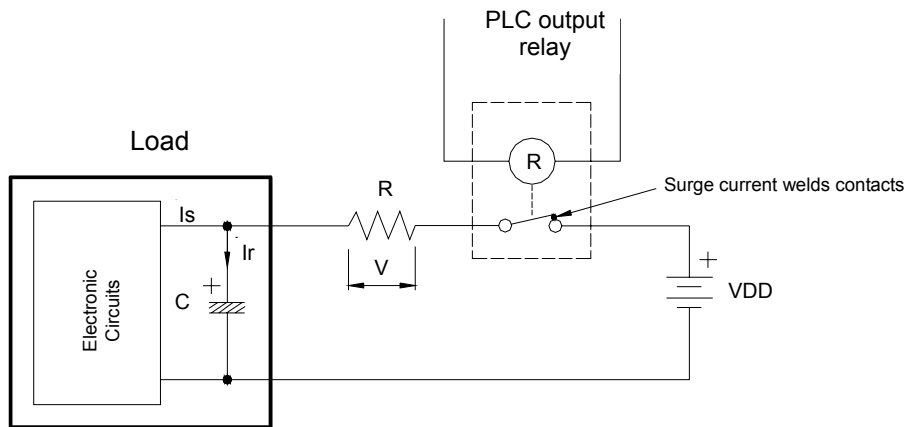 PLC output
relay
Load
R
R
Surge current welds contacts
Is
Ir
+
V
+
C
VDD
Electronic
Circuits